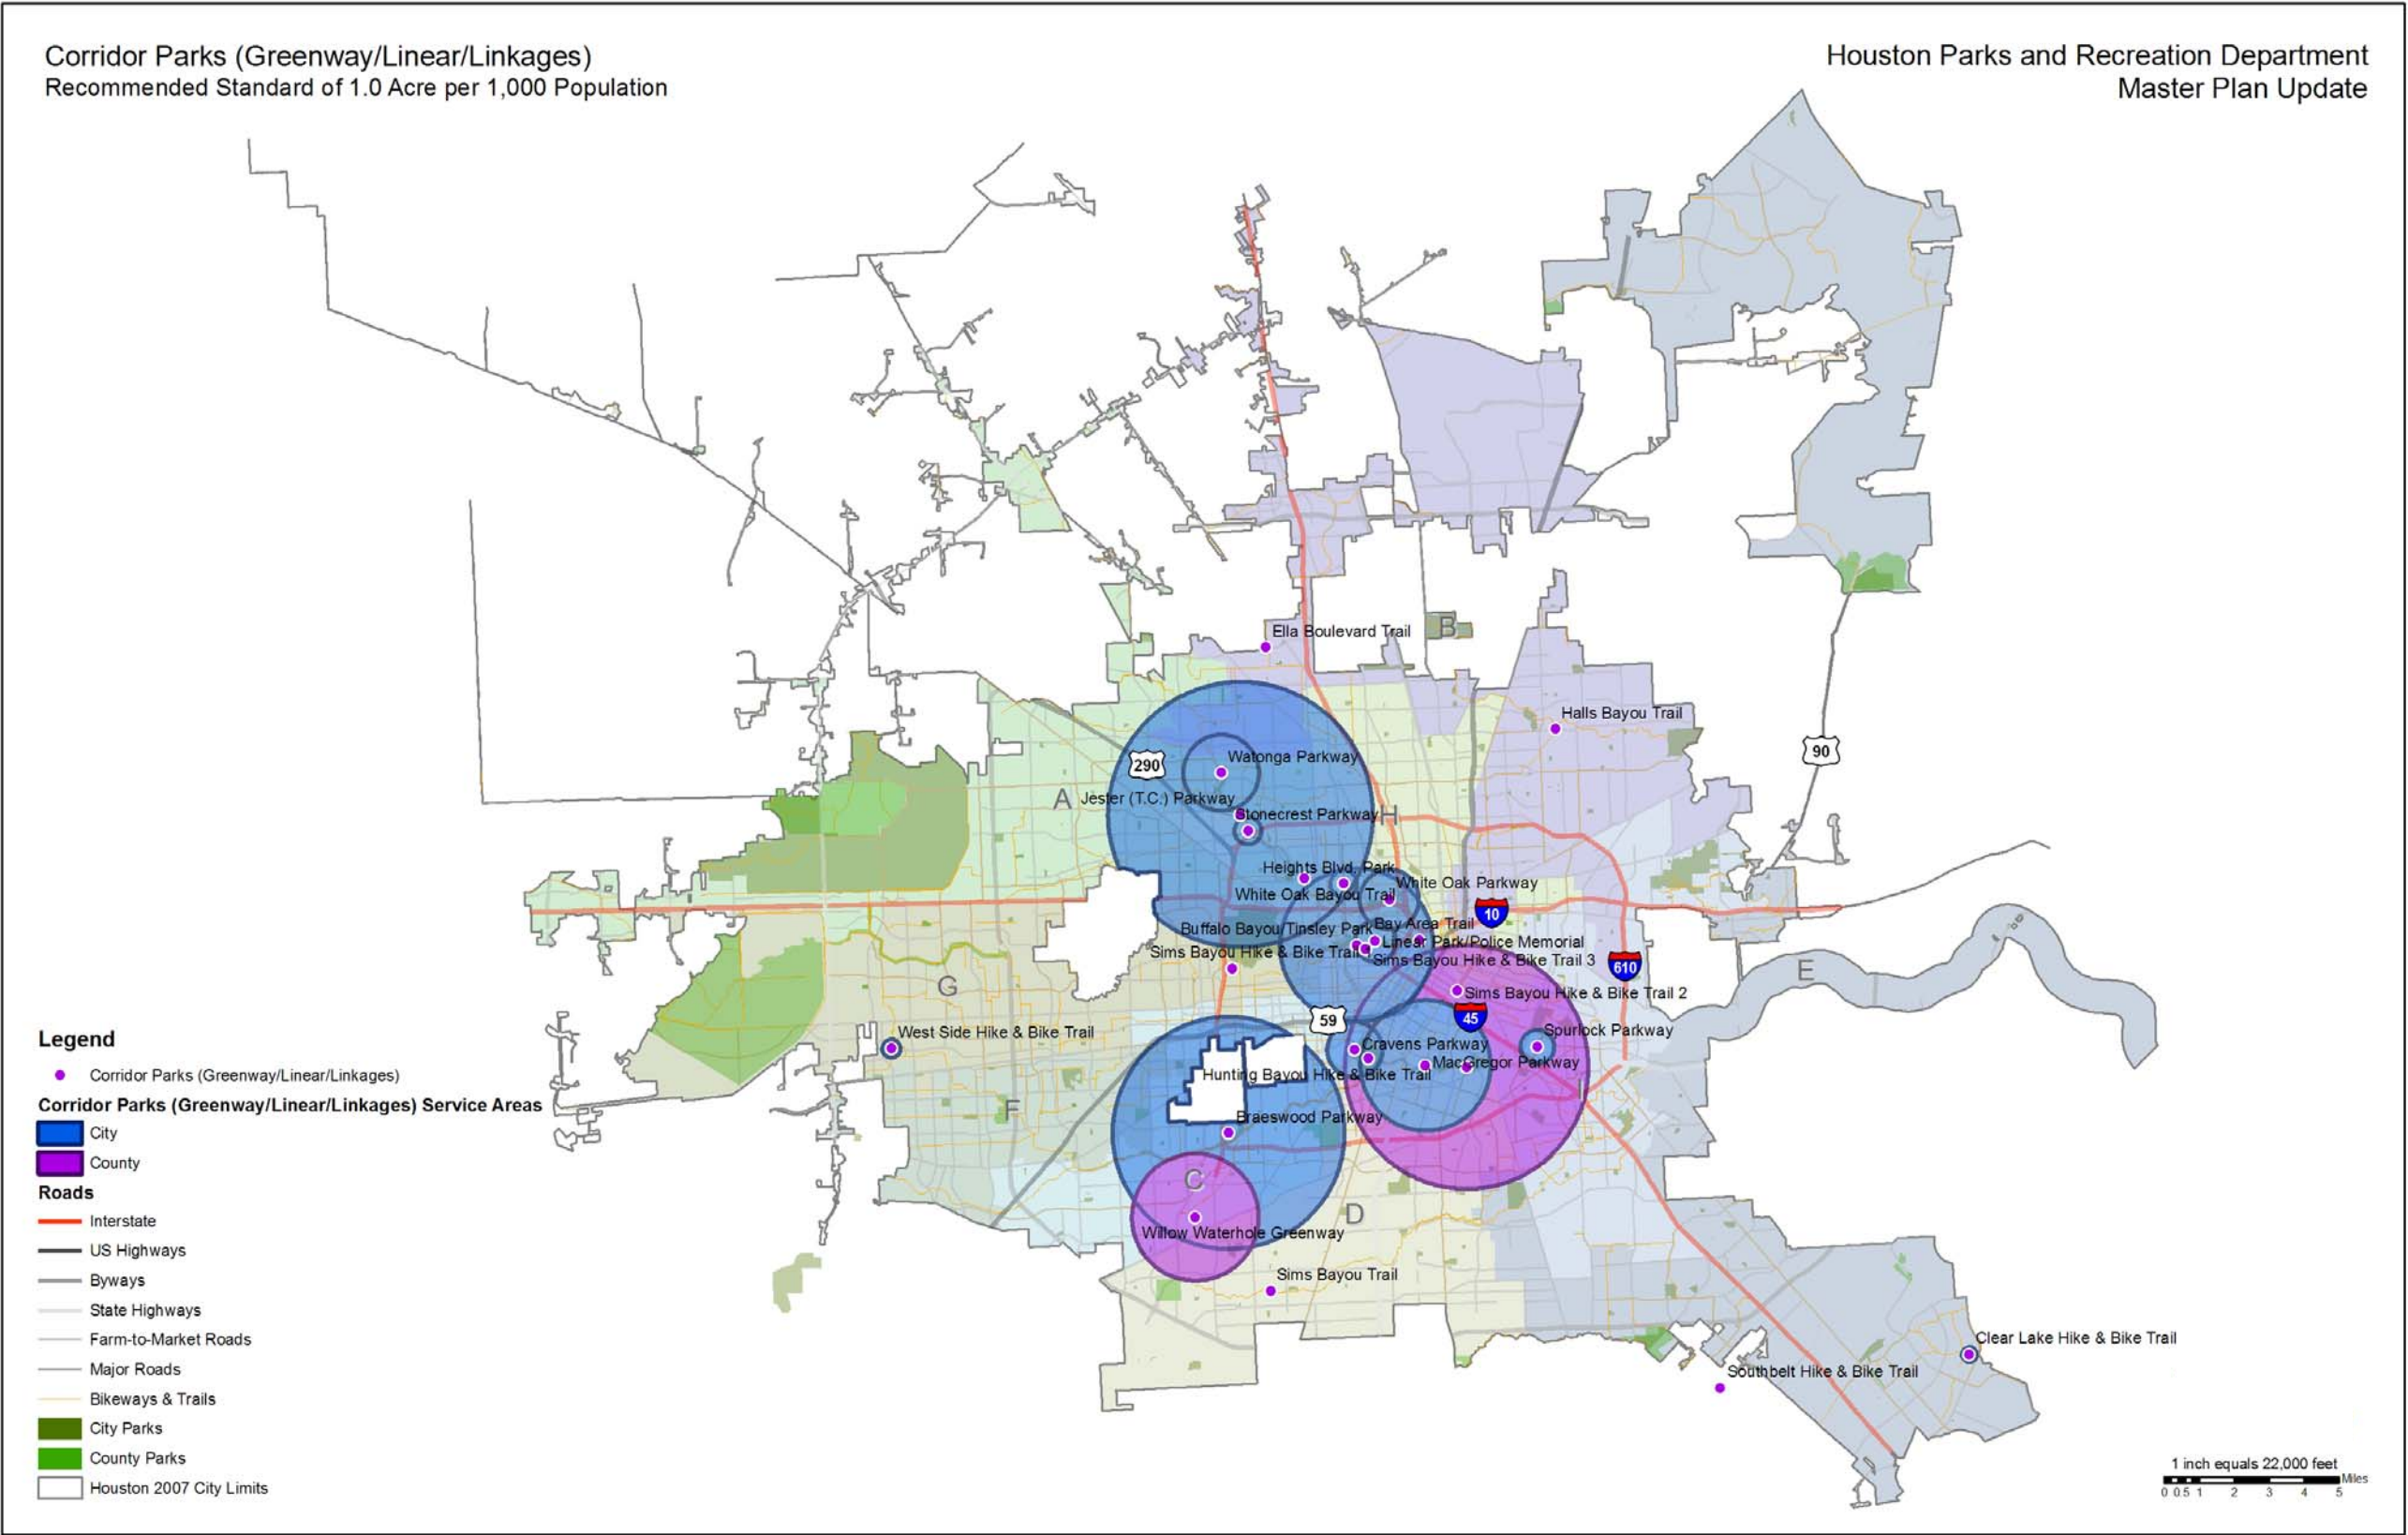 Corridor Parks (Greenway/Linear/Linkages)
Recommended Standard of 1.0 Acre per 1,000 Population
Houston Parks and Recreation Department
Master Plan Update
Ella Boulevard Trail
B
Halls Bayou Trail
90
290
Watonga Parkway
A
Jester (T.C.) Parkway
Stonecrest Parkway
H
Heights Blvd. Park
White Oak Parkway
White Oak Bayou Trail
10
Buffalo Bayou/Tinsley Park
Bay Area Trail
Linear Park/Police Memorial
Sims Bayou Hike & Bike Trail
Sims Bayou Hike & Bike Trail 3
610
E
G
Sims Bayou Hike & Bike Trail 2
59
45
West Side Hike & Bike Trail
Spurlock Parkway
Cravens Parkway
MacGregor Parkway
Hunting Bayou Hike & Bike Trail
I
F
Braeswood Parkway
C
D
Willow Waterhole Greenway
Sims Bayou Trail
Clear Lake Hike & Bike Trail
Southbelt Hike & Bike Trail
Legend
Corridor Parks (Greenway/Linear/Linkages)
Corridor Parks (Greenway/Linear/Linkages) Service Areas
City
County
Roads
Interstate
US Highways
Byways
State Highways
Farm-to-Market Roads
Major Roads
Bikeways & Trails
City Parks
County Parks
Houston 2007 City Limits
1 inch equals 22,000 feet
Miles
0 0.5 1 2 3 4 5